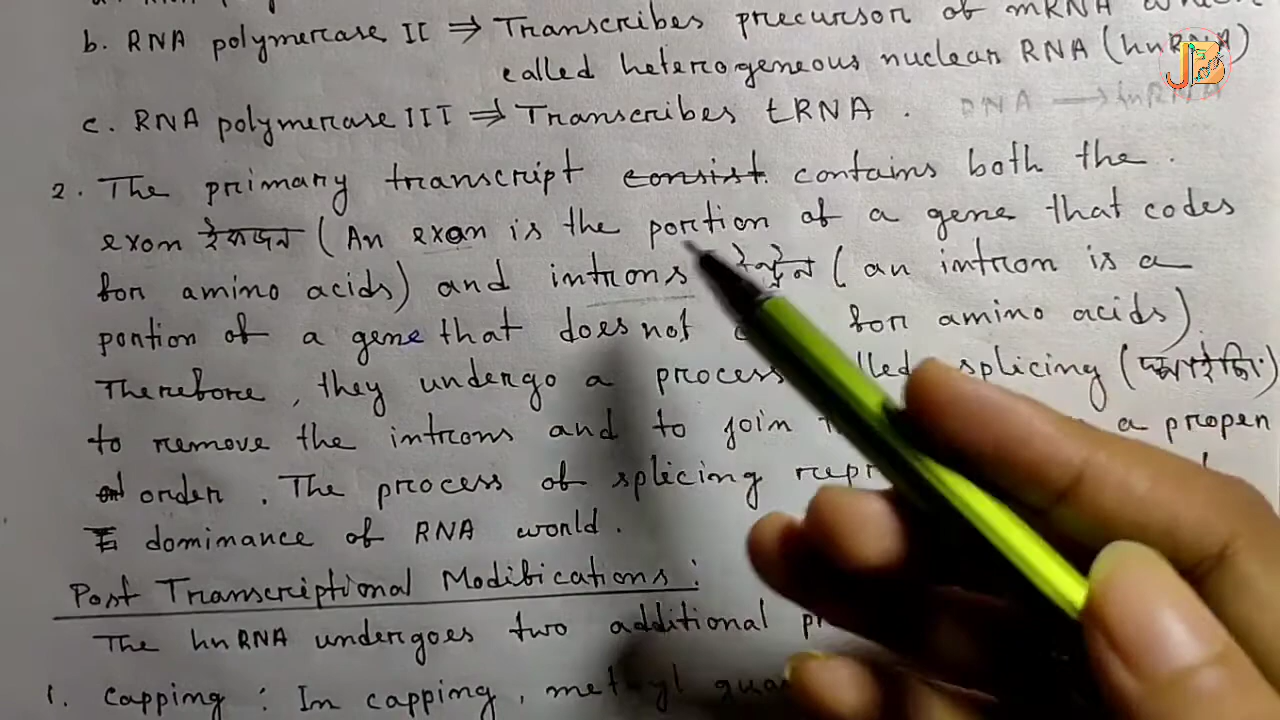 b. RNA polymerase II ⇒ Transcribes precursor of mRNA
called heterogeneous nuclear RNA (hnRNA)
c. RNA polymerase III ⇒ Transcribes tRNA . DNA → hnRNA
2. The primary transcript consist. contains both the
exon (An exon is the portion of a gene that codes
for amino acids) and introns (an intron is a
portion of a gene that does not for amino acids).
Therefore, they undergo a process splicing
to remove the introns and to join a proper
order. The process of splicing
dominance of RNA world.
Post Transcriptional Modifications :
The hnRNA undergoes two additional
1. Capping : In capping, methyl
JB